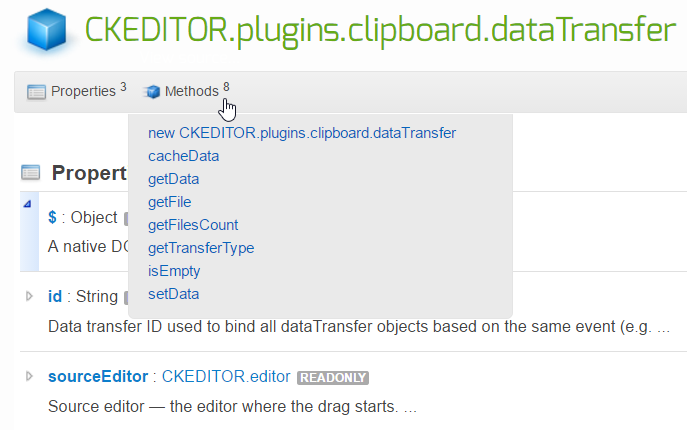 CKEDITOR.plugins.clipboard.dataTransfer
Properties 3 Methods 8
new CKEDITOR.plugins.clipboard.dataTransfer
cacheData
getData
getFile
getFilesCount
getTransferType
isEmpty
setData
Propert
$ : Object
A native DO
id : String
Data transfer ID used to bind all dataTransfer objects based on the same event (e.g. ...
sourceEditor : CKEDITOR.editor READONLY
Source editor — the editor where the drag starts. ...